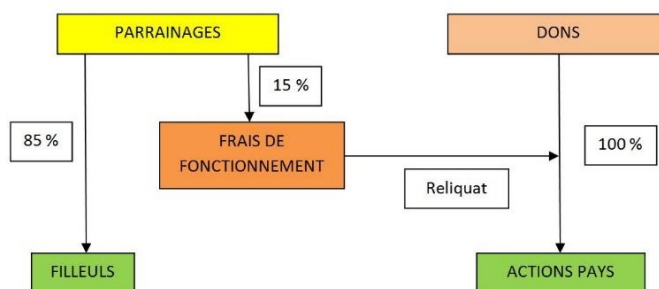 PARRAINAGES
DONS
15 %
85 %
FRAIS DE
FONCTIONNEMENT
100 %
Reliquat
FILLEULS
ACTIONS PAYS